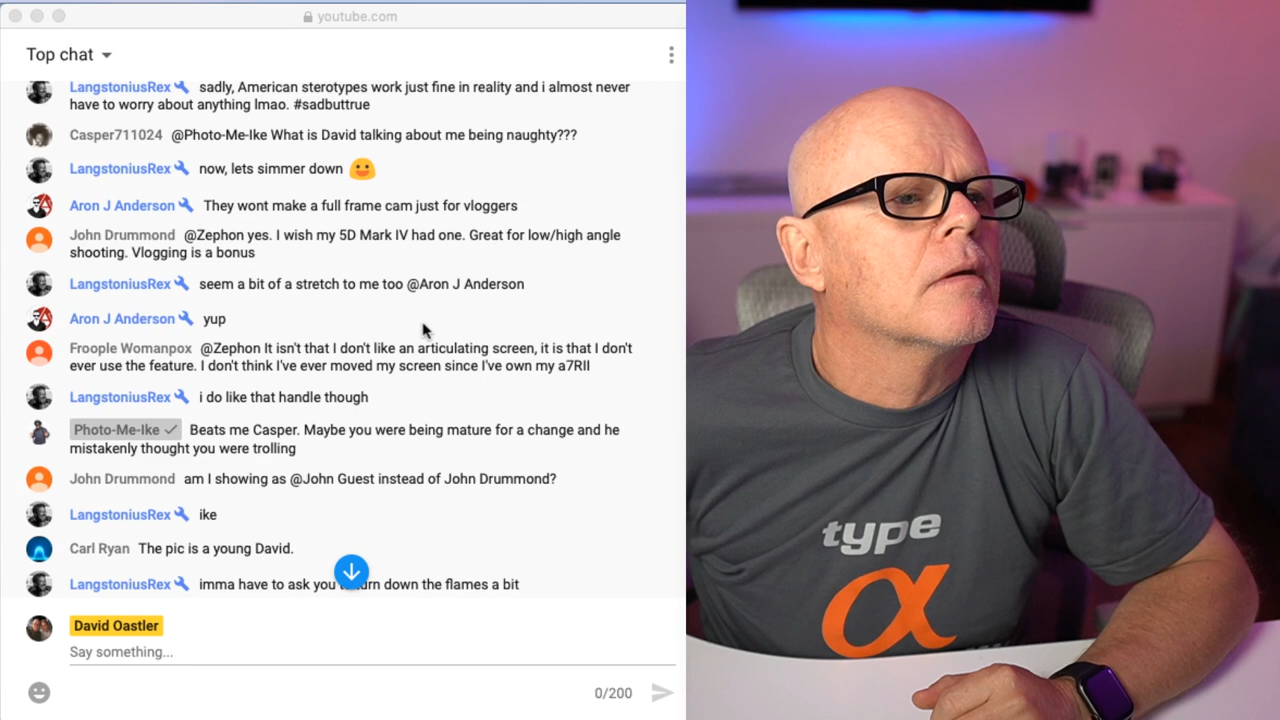 youtube.com
Top chat
LangstoniusRex sadly, American sterotypes work just fine in reality and i almost never
have to worry about anything lmao. #sadbuttrue
Casper711024 @Photo-Me-Ike What is David talking about me being naughty???
LangstoniusRex now, lets simmer down
Aron J Anderson They wont make a full frame cam just for vloggers
John Drummond @Zephon yes. I wish my 5D Mark IV had one. Great for low/high angle
shooting. Vlogging is a bonus
LangstoniusRex seem a bit of a stretch to me too @Aron J Anderson
Aron J Anderson yup
Froople Womanpox @Zephon It isn't that I don't like an articulating screen, it is that I don't
ever use the feature. I don't think I've ever moved my screen since I've own my a7RII
LangstoniusRex i do like that handle though
Photo-Me-Ike Beats me Casper. Maybe you were being mature for a change and he
mistakenly thought you were trolling
John Drummond am I showing as @John Guest instead of John Drummond?
LangstoniusRex ike
Carl Ryan The pic is a young David.
LangstoniusRex imma have to ask you down the flames a bit
David Oastler
Say something...
0/200
type
α